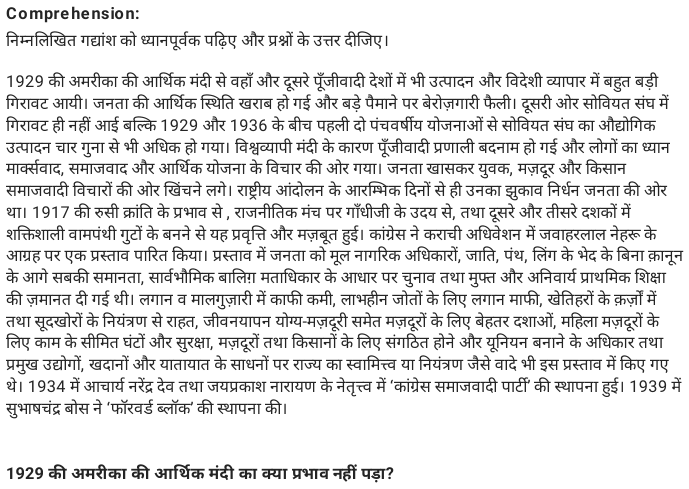 Comprehension:
निम्नलिखित गद्यांश को ध्यानपूर्वक पढ़िए और प्रश्नों के उत्तर दीजिए।
1929 की अमरीका की आर्थिक मंदी से वहाँ और दूसरे पूँजीवादी देशों में भी उत्पादन और विदेशी व्यापार में बहुत बड़ी
गिरावट आयी। जनता की आर्थिक स्थिति खराब हो गई और बड़े पैमाने पर बेरोज़गारी फैली। दूसरी ओर सोवियत संघ में
गिरावट ही नहीं आई बल्कि 1929 और 1936 के बीच पहली दो पंचवर्षीय योजनाओं से सोवियत संघ का औद्योगिक
उत्पादन चार गुना से भी अधिक हो गया। विश्वव्यापी मंदी के कारण पूँजीवादी प्रणाली बदनाम हो गई और लोगों का ध्यान
मार्क्सवाद, समाजवाद और आर्थिक योजना के विचार की ओर गया। जनता खासकर युवक, मज़दूर और किसान
समाजवादी विचारों की ओर खिंचने लगे। राष्ट्रीय आंदोलन के आरम्भिक दिनों से ही उनका झुकाव निर्धन जनता की ओर
था। 1917 की रुसी क्रांति के प्रभाव से , राजनीतिक मंच पर गाँधीजी के उदय से, तथा दूसरे और तीसरे दशकों में
शक्तिशाली वामपंथी गुटों के बनने से यह प्रवृत्ति और मज़बूत हुई। कांग्रेस ने कराची अधिवेशन में जवाहरलाल नेहरू के
आग्रह पर एक प्रस्ताव पारित किया। प्रस्ताव में जनता को मूल नागरिक अधिकारों, जाति, पंथ, लिंग के भेद के बिना क़ानून
के आगे सबकी समानता, सार्वभौमिक बालिग़ मताधिकार के आधार पर चुनाव तथा मुफ्त और अनिवार्य प्राथमिक शिक्षा
की ज़मानत दी गई थी। लगान व मालगुज़ारी में काफी कमी, लाभहीन जोतों के लिए लगान माफी, खेतिहरों के क़र्ज़ों में
तथा सूदखोरों के नियंत्रण से राहत, जीवनयापन योग्य-मज़दूरी समेत मज़दूरों के लिए बेहतर दशाओं, महिला मज़दूरों के
लिए काम के सीमित घंटों और सुरक्षा, मज़दूरों तथा किसानों के लिए संगठित होने और यूनियन बनाने के अधिकार तथा
प्रमुख उद्योगों, खदानों और यातायात के साधनों पर राज्य का स्वामित्त्व या नियंत्रण जैसे वादे भी इस प्रस्ताव में किए गए
थे। 1934 में आचार्य नरेंद्र देव तथा जयप्रकाश नारायण के नेतृत्त्व में ‘कांग्रेस समाजवादी पार्टी’ की स्थापना हुई। 1939 में
सुभाषचंद्र बोस ने ‘फॉरवर्ड ब्लॉक’ की स्थापना की।
1929 की अमरीका की आर्थिक मंदी का क्या प्रभाव नहीं पड़ा?